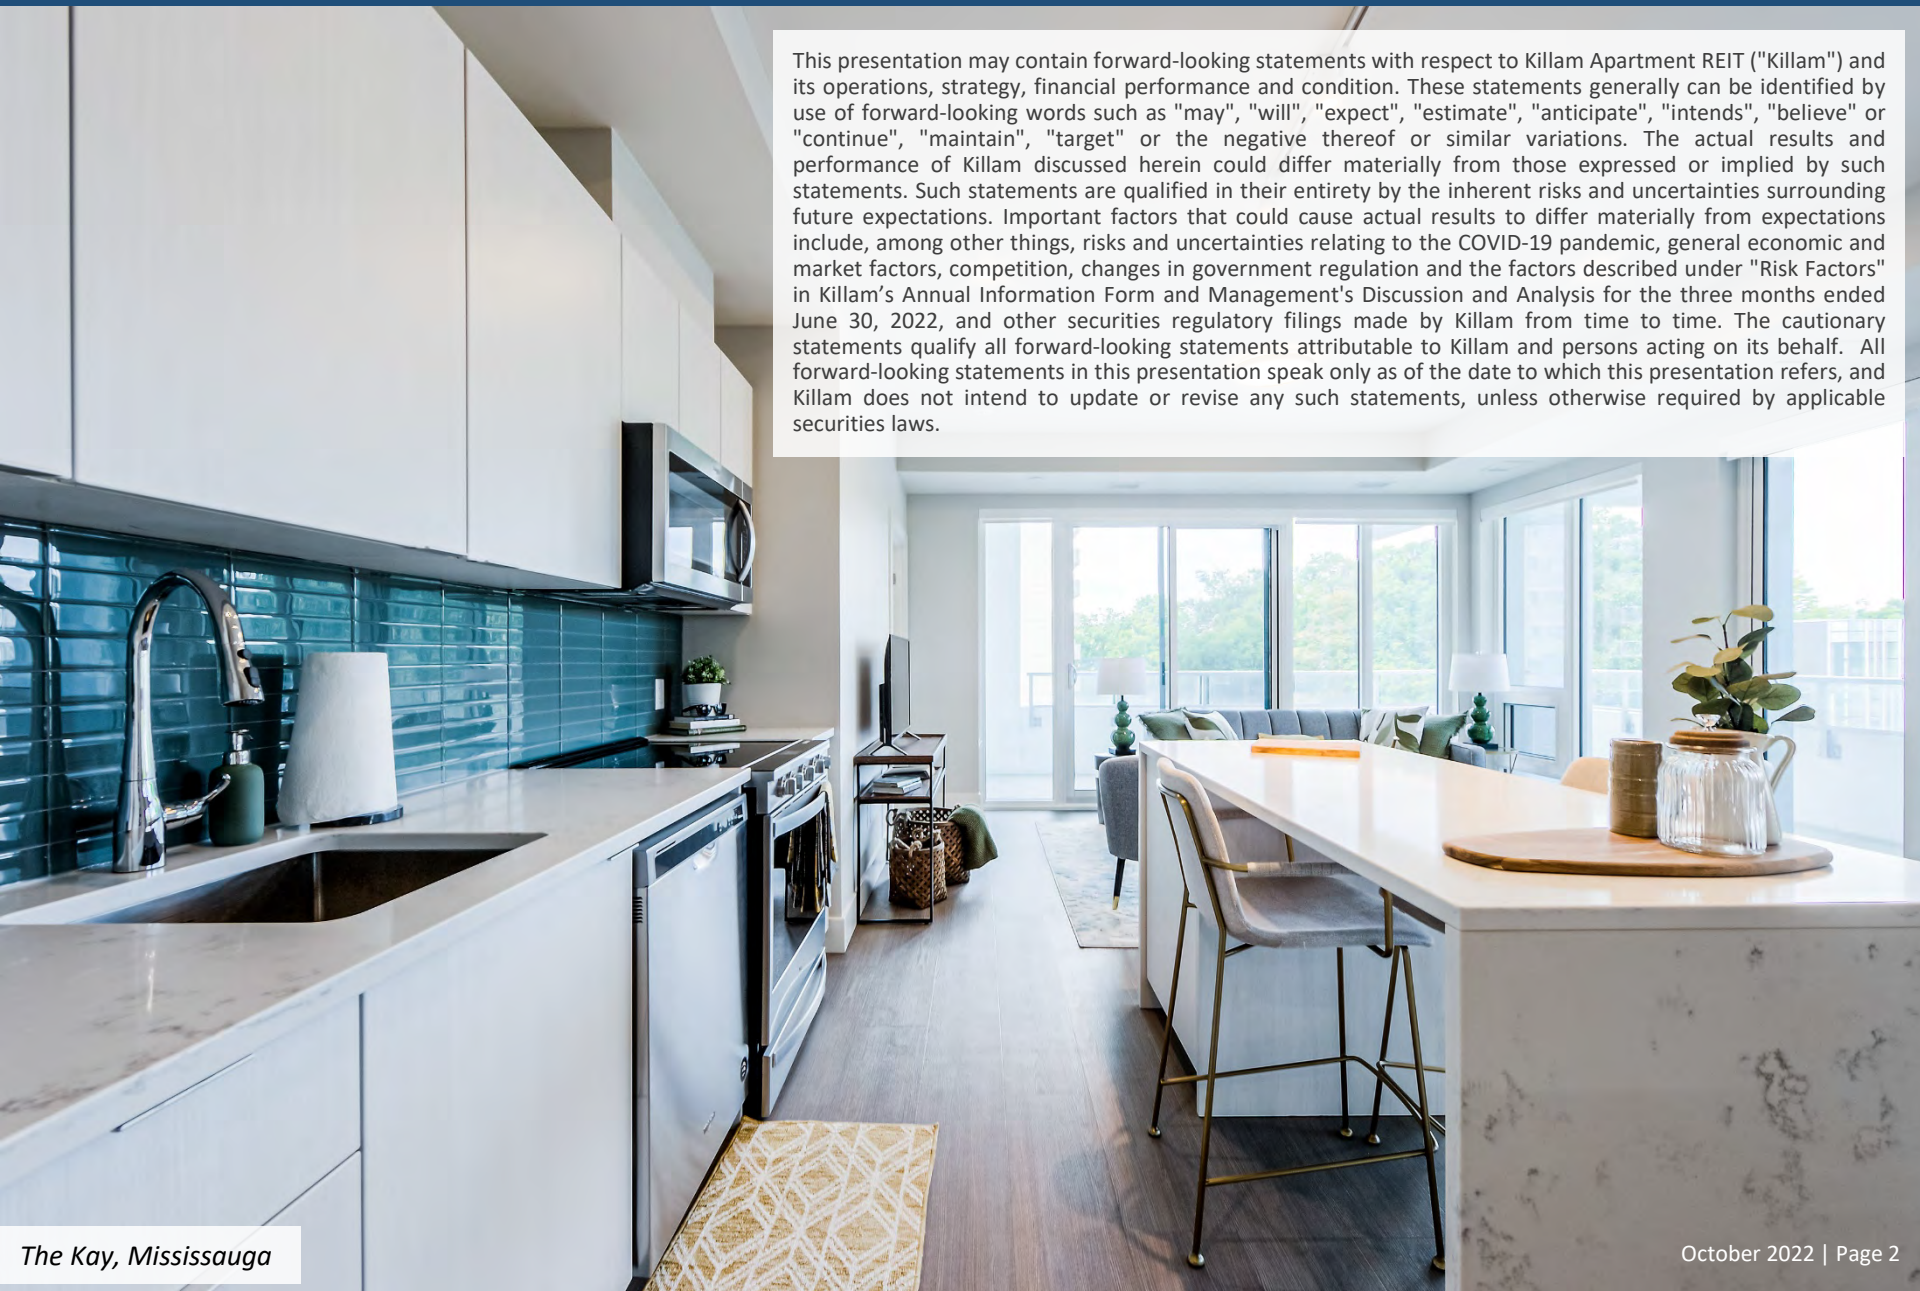 This presentation may contain forward-looking statements with respect to Killam Apartment REIT ("Killam") and
its operations, strategy, financial performance and condition. These statements generally can be identified by
use of forward-looking words such as "may", "will", "expect", "estimate", "anticipate", "intends", "believe" or
"continue", "maintain", "target" or the negative thereof or similar variations. The actual results and
performance of Killam discussed herein could differ materially from those expressed or implied by such
statements. Such statements are qualified in their entirety by the inherent risks and uncertainties surrounding
future expectations. Important factors that could cause actual results to differ materially from expectations
include, among other things, risks and uncertainties relating to the COVID-19 pandemic, general economic and
market factors, competition, changes in government regulation and the factors described under "Risk Factors"
in Killam’s Annual Information Form and Management's Discussion and Analysis for the three months ended
June 30, 2022, and other securities regulatory filings made by Killam from time to time. The cautionary
statements qualify all forward-looking statements attributable to Killam and persons acting on its behalf.  All
forward-looking statements in this presentation speak only as of the date to which this presentation refers, and
Killam does not intend to update or revise any such statements, unless otherwise required by applicable
securities laws.
The Kay, Mississauga
October 2022 | Page 2